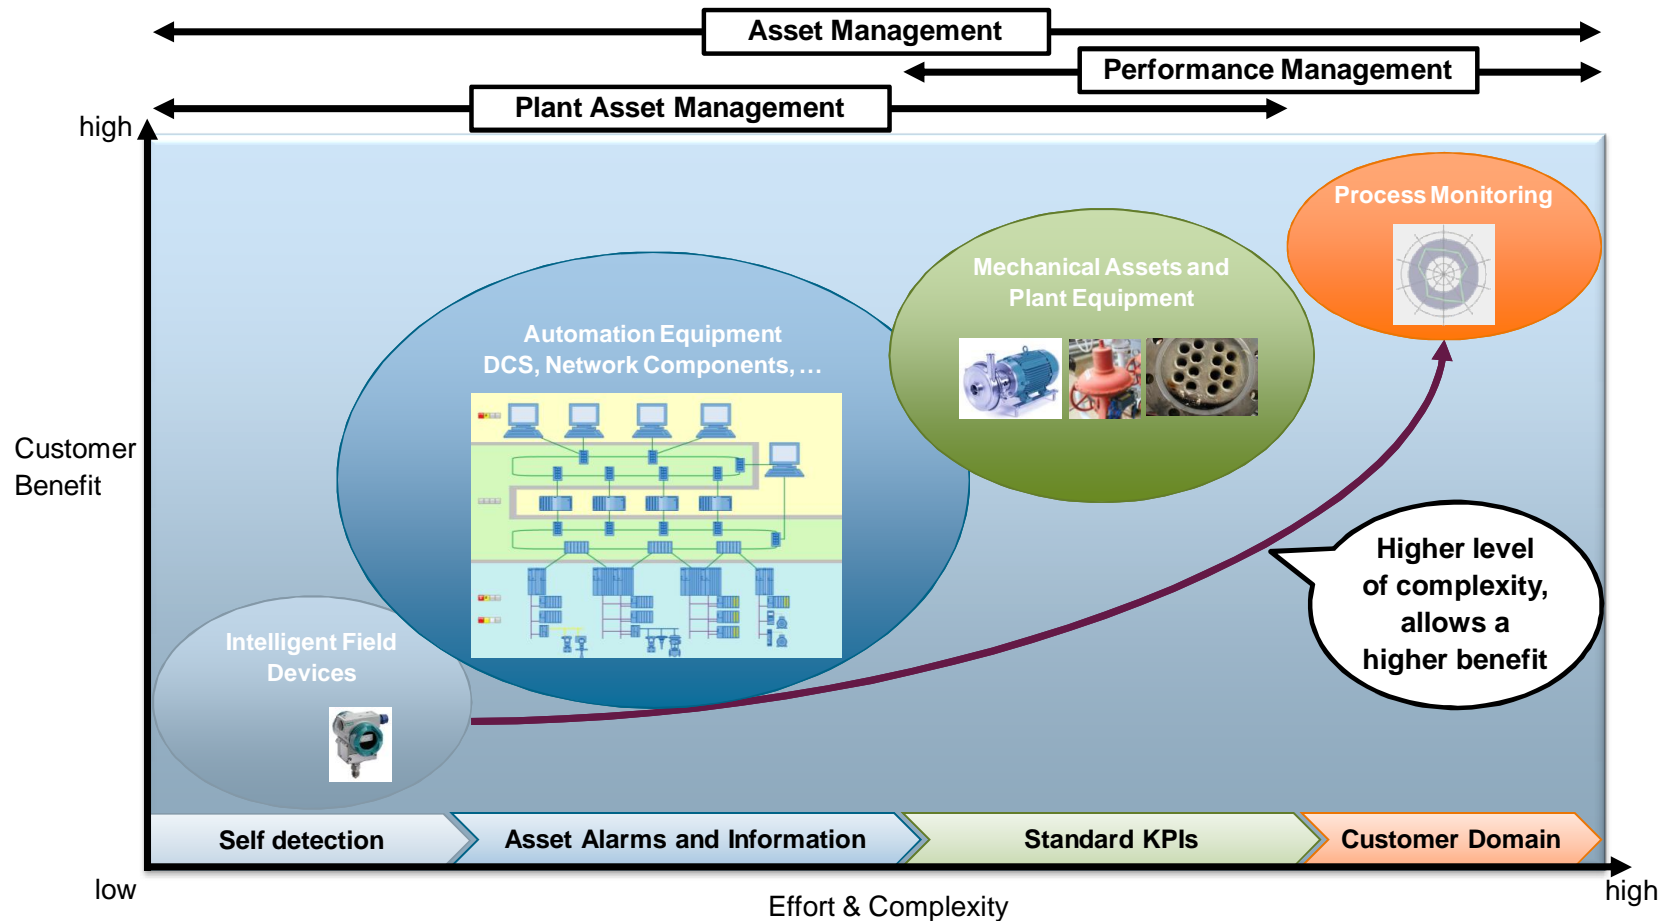 Asset Management
Performance Management
Plant Asset Management
high
Process Monitoring
Mechanical Assets and
Plant Equipment
Automation Equipment
DCS, Network Components, …
Customer
Benefit
Higher level
of complexity,
allows a
higher benefit
Intelligent Field
Devices
Self detection
Asset Alarms and Information
Standard KPIs
Customer Domain
low
high
Effort & Complexity